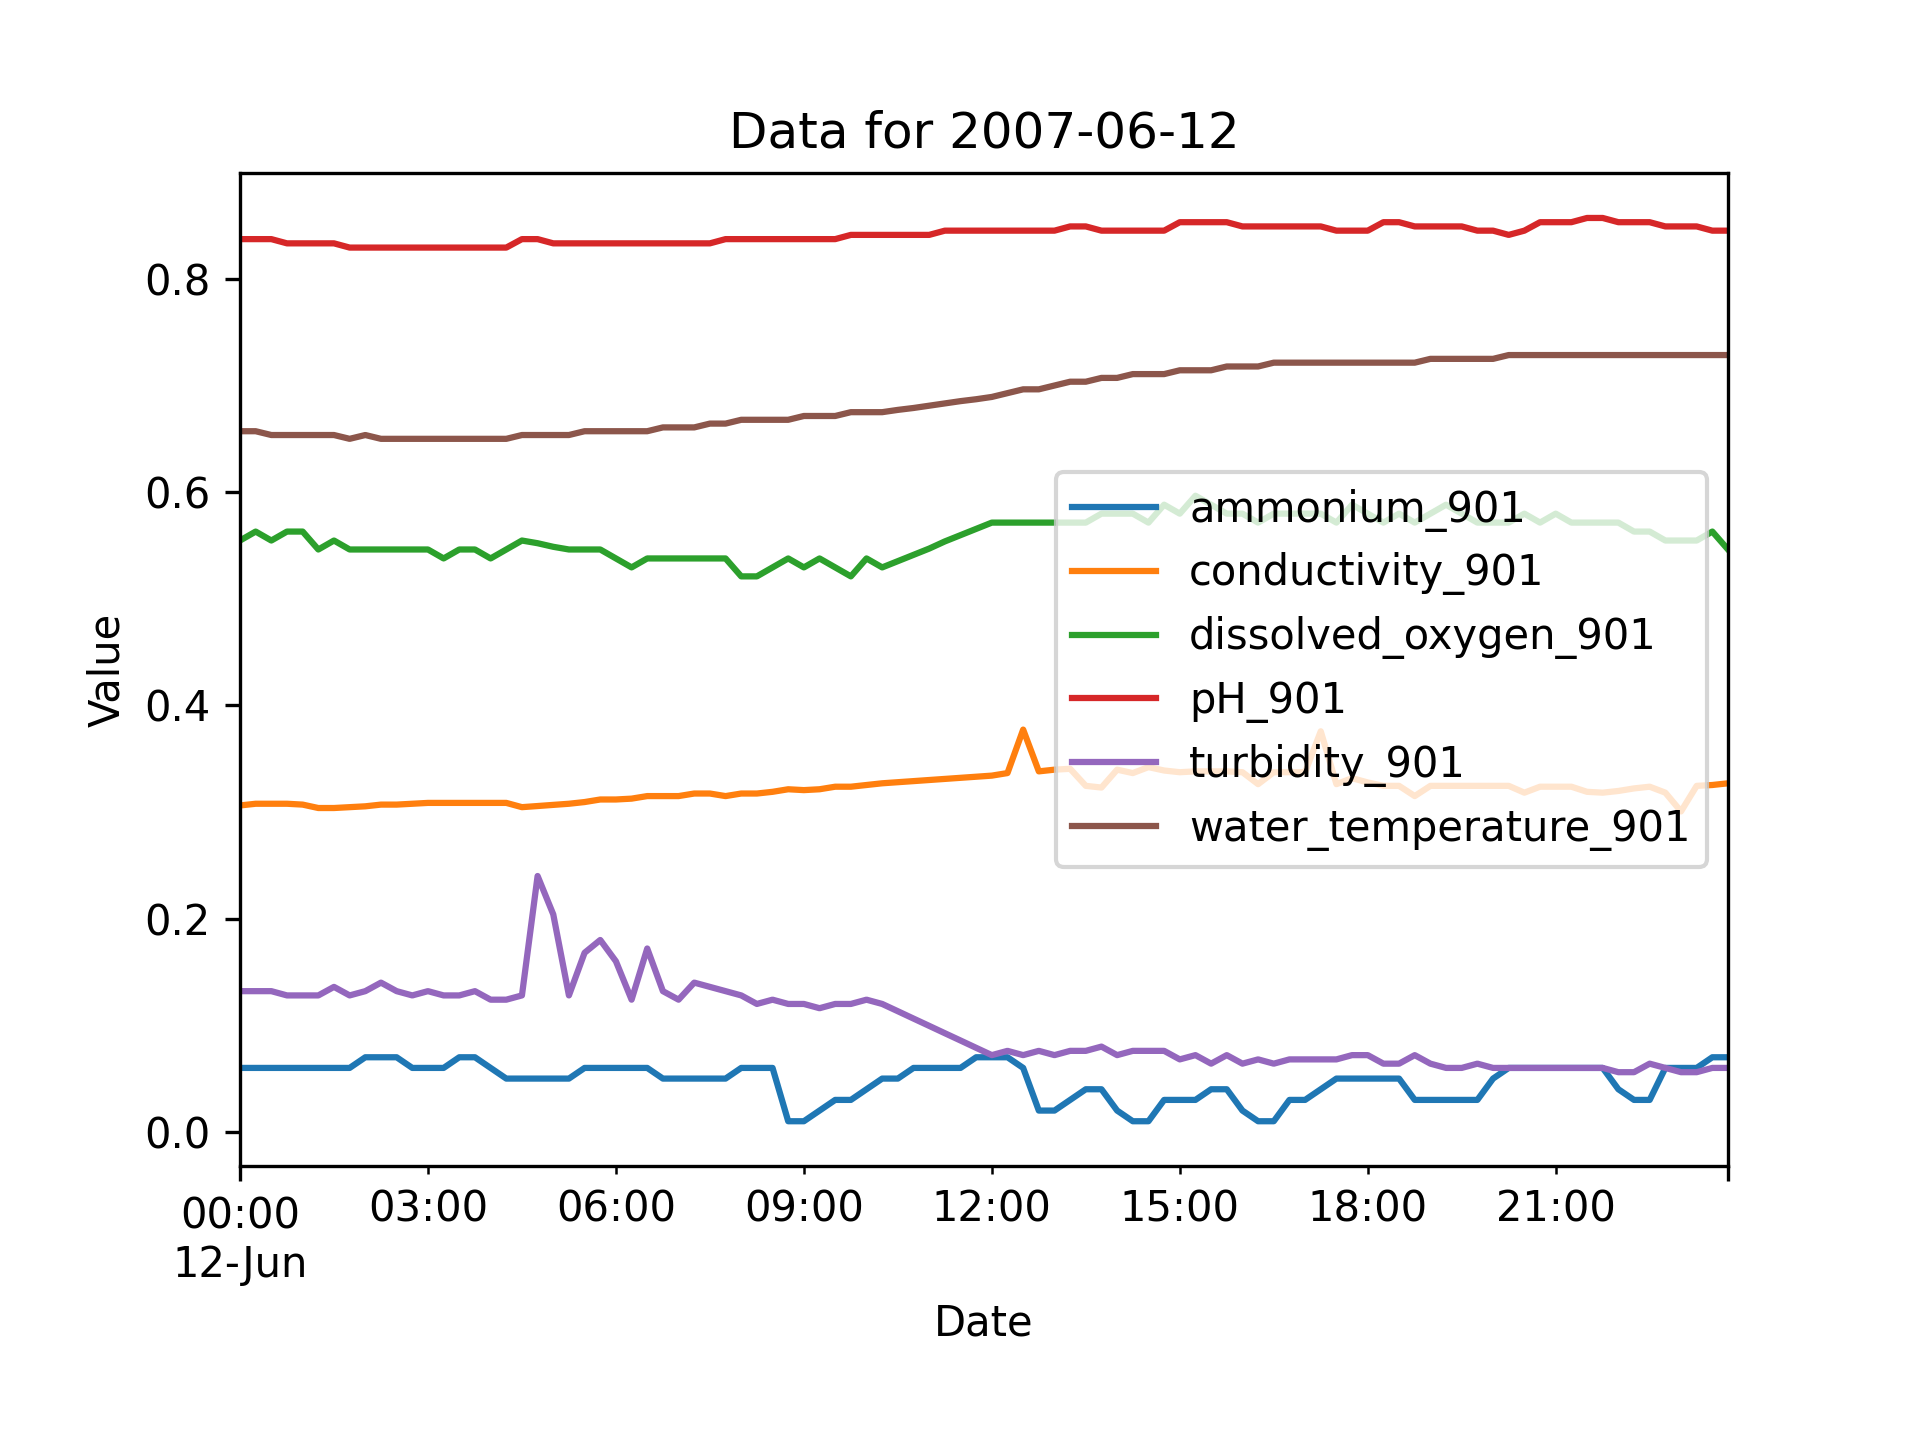 Data for 2007-06-12
Value
0.8
0.6
0.4
0.2
0.0
ammonium_901
conductivity_901
dissolved_oxygen_901
pH_901
turbidity_901
water_temperature_901
00:00 03:00 06:00 09:00 12:00 15:00 18:00 21:00
12-Jun
Date